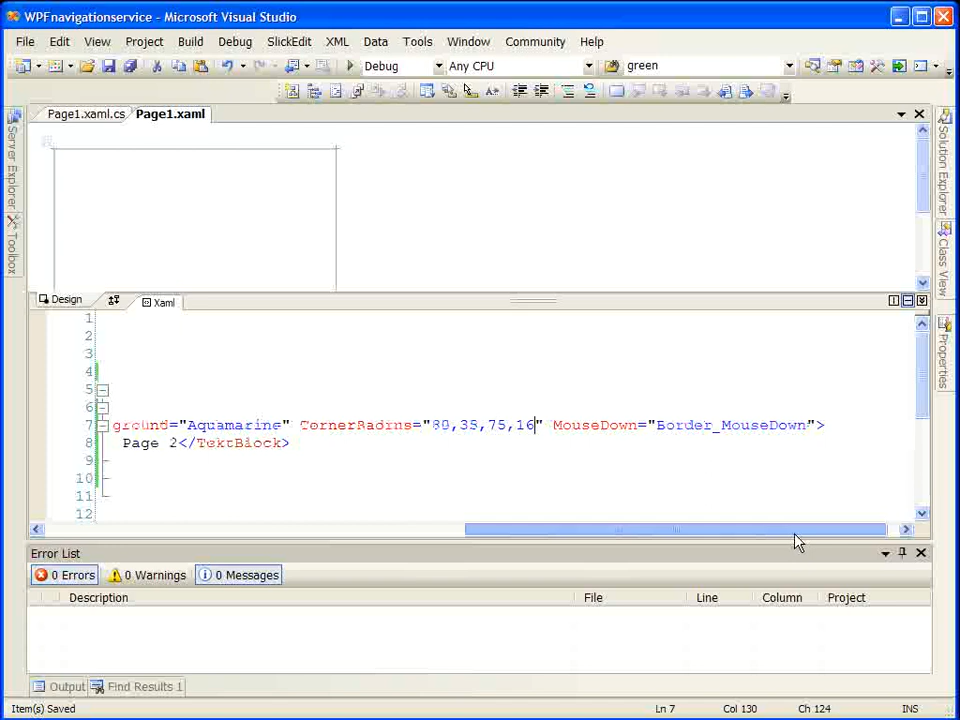 WPFnavigationservice - Microsoft Visual Studio
File Edit View Project Build Debug SlickEdit XML Data Tools Window Community Help
Debug Any CPU green
Page1.xaml.cs Page1.xaml
Server Explorer
Toolbox
Solution Explorer
Class View
Properties
Design Xaml
1
2
3
4
5
6
7 ground="Aquamarine" CornerRadius="80,35,75,16" MouseDown="Border_MouseDown">
8 Page 2</TextBlock>
9
10
11
12
Error List
0 Errors 0 Warnings 0 Messages
Description File Line Column Project
Output Find Results 1
Item(s) Saved Ln 7 Col 130 Ch 124 INS